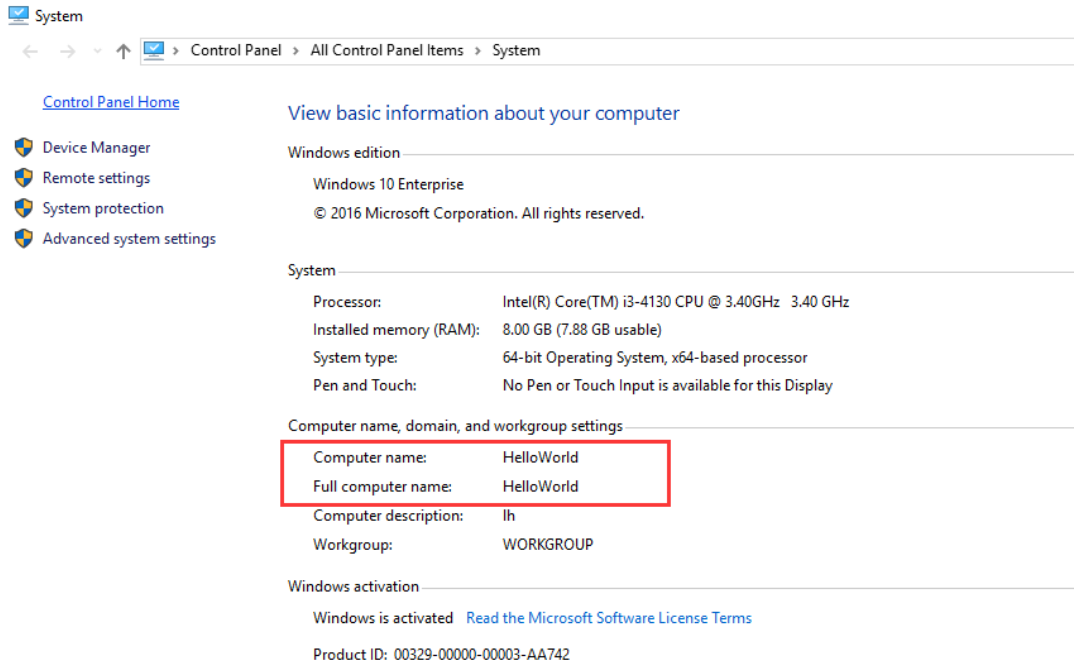 System
Control Panel > All Control Panel Items > System
Control Panel Home
Device Manager
Remote settings
System protection
Advanced system settings
View basic information about your computer
Windows edition
Windows 10 Enterprise
© 2016 Microsoft Corporation. All rights reserved.
System
Processor: Intel(R) Core(TM) i3-4130 CPU @ 3.40GHz 3.40 GHz
Installed memory (RAM): 8.00 GB (7.88 GB usable)
System type: 64-bit Operating System, x64-based processor
Pen and Touch: No Pen or Touch Input is available for this Display
Computer name, domain, and workgroup settings
Computer name: HelloWorld
Full computer name: HelloWorld
Computer description: lh
Workgroup: WORKGROUP
Windows activation
Windows is activated Read the Microsoft Software License Terms
Product ID: 00329-00000-00003-AA742